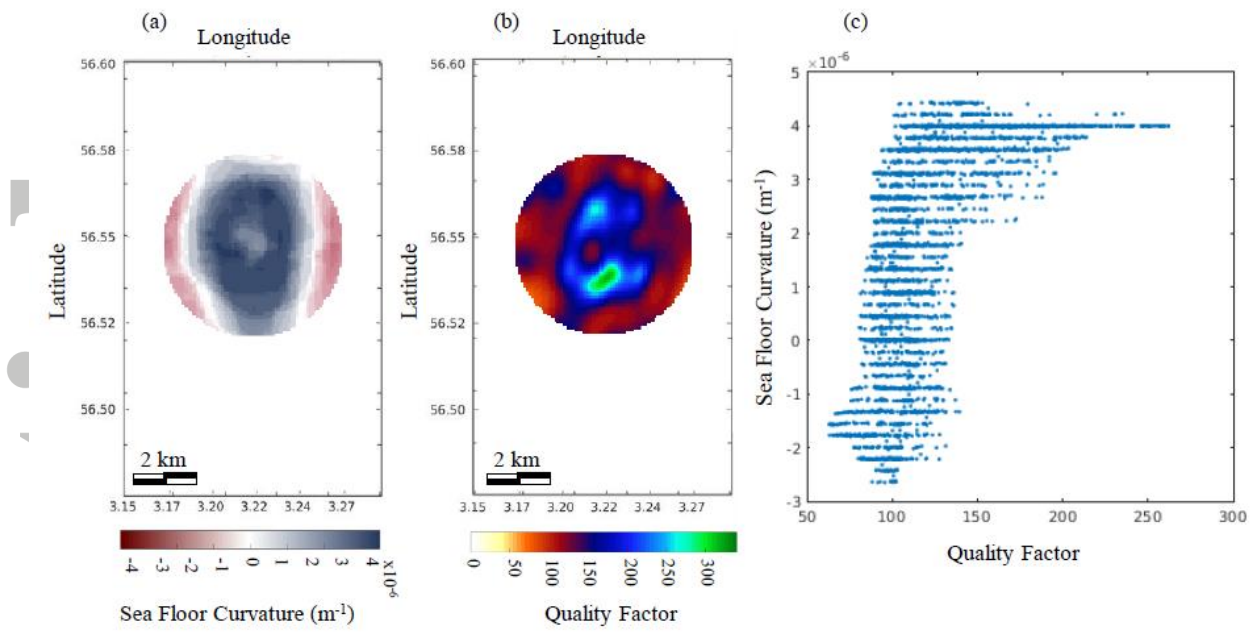 (a)
Longitude
56.60
56.58
56.55
56.52
56.50
Latitude
2 km
3.15 3.17 3.20 3.22 3.24 3.27
-4 -3 -2 -1 0 1 2 3 4 x10⁻⁶
Sea Floor Curvature (m⁻¹)
(b)
Longitude
56.60
56.58
56.55
56.52
56.50
Latitude
2 km
3.15 3.17 3.20 3.22 3.24 3.27
0 50 100 150 200 250 300
Quality Factor
(c)
×10⁻⁶
5
4
3
2
1
0
-1
-2
-3
Sea Floor Curvature (m⁻¹)
50 100 150 200 250 300
Quality Factor